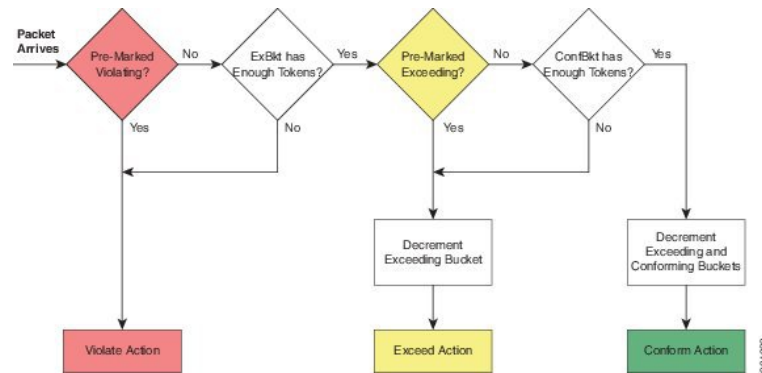 Packet
Arrives
Pre-Marked
Violating?
No
ExBkt has
Enough Tokens?
Yes
Pre-Marked
Exceeding?
No
ConfBkt has
Enough Tokens?
Yes
Yes
No
Yes
No
Decrement
Exceeding Bucket
Decrement
Exceeding and
Conforming Buckets
Violate Action
Exceed Action
Conform Action